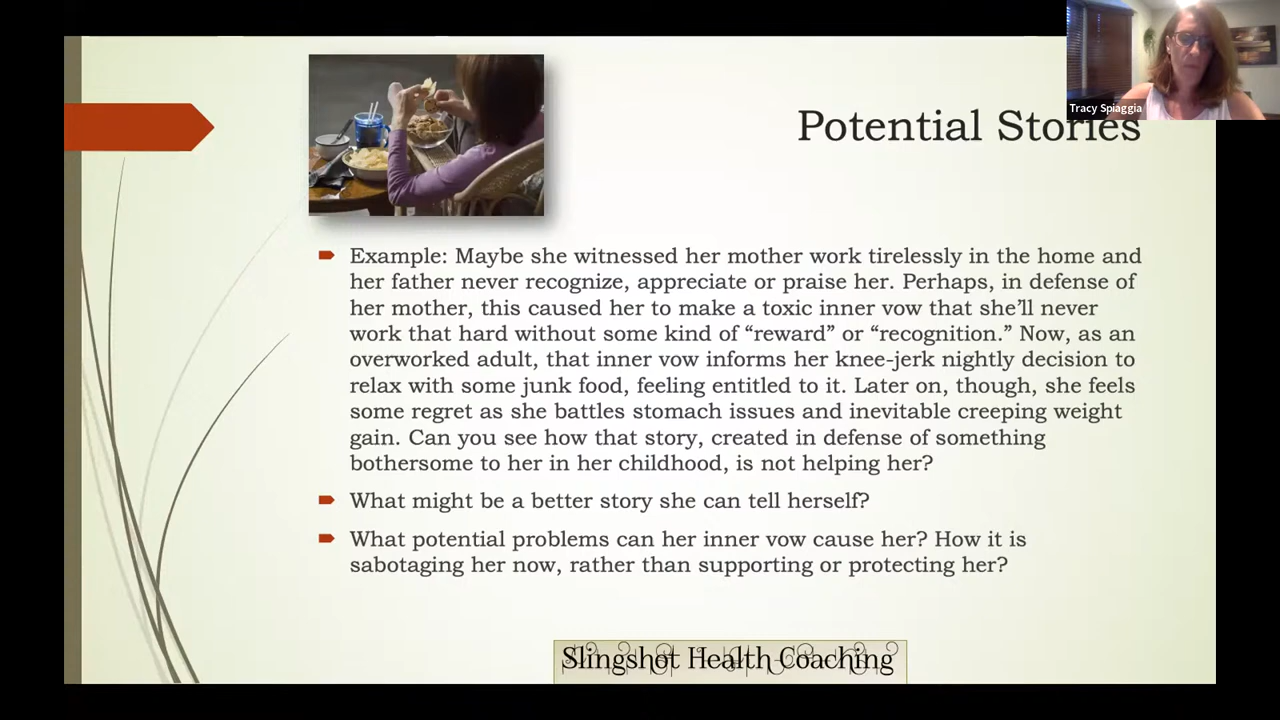 Tracy Spiaggia
Potential Stories
Example: Maybe she witnessed her mother work tirelessly in the home and
her father never recognize, appreciate or praise her. Perhaps, in defense of
her mother, this caused her to make a toxic inner vow that she’ll never
work that hard without some kind of “reward” or “recognition.” Now, as an
overworked adult, that inner vow informs her knee-jerk nightly decision to
relax with some junk food, feeling entitled to it. Later on, though, she feels
some regret as she battles stomach issues and inevitable creeping weight
gain. Can you see how that story, created in defense of something
bothersome to her in her childhood, is not helping her?
What might be a better story she can tell herself?
What potential problems can her inner vow cause her? How it is
sabotaging her now, rather than supporting or protecting her?
Slingshot Health Coaching